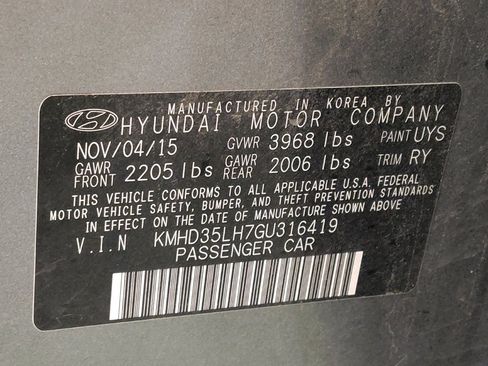 MANUFACTURED IN KOREA BY
HYUNDAI MOTOR COMPANY
NOV/04/15 GVWR 3968 lbs PAINT UYS
GAWR FRONT 2205 lbs GAWR REAR 2006 lbs TRIM RY
THIS VEHICLE CONFORMS TO ALL APPLICABLE U.S.A. FEDERAL
MOTOR VEHICLE SAFETY, BUMPER, AND THEFT PREVENTION STANDARDS
IN EFFECT ON THE DATE OF MANUFACTURE SHOWN ABOVE.
V.I.N KMHD35LH7GU316419
PASSENGER CAR